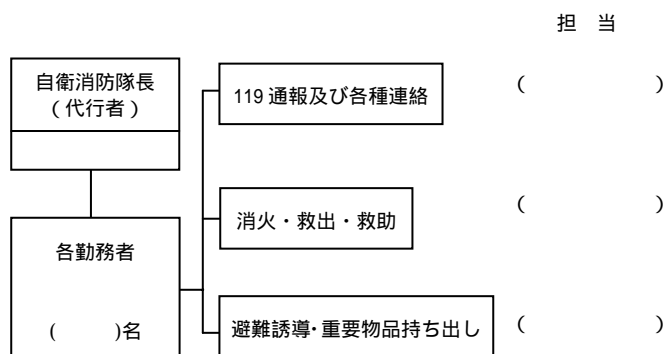 担　当
自衛消防隊長
（代行者）
119 通報及び各種連絡
（　　　　　）
消火・救出・救助
（　　　　　）
各勤務者
(　　　)名
避難誘導・重要物品持ち出し
（　　　　　）